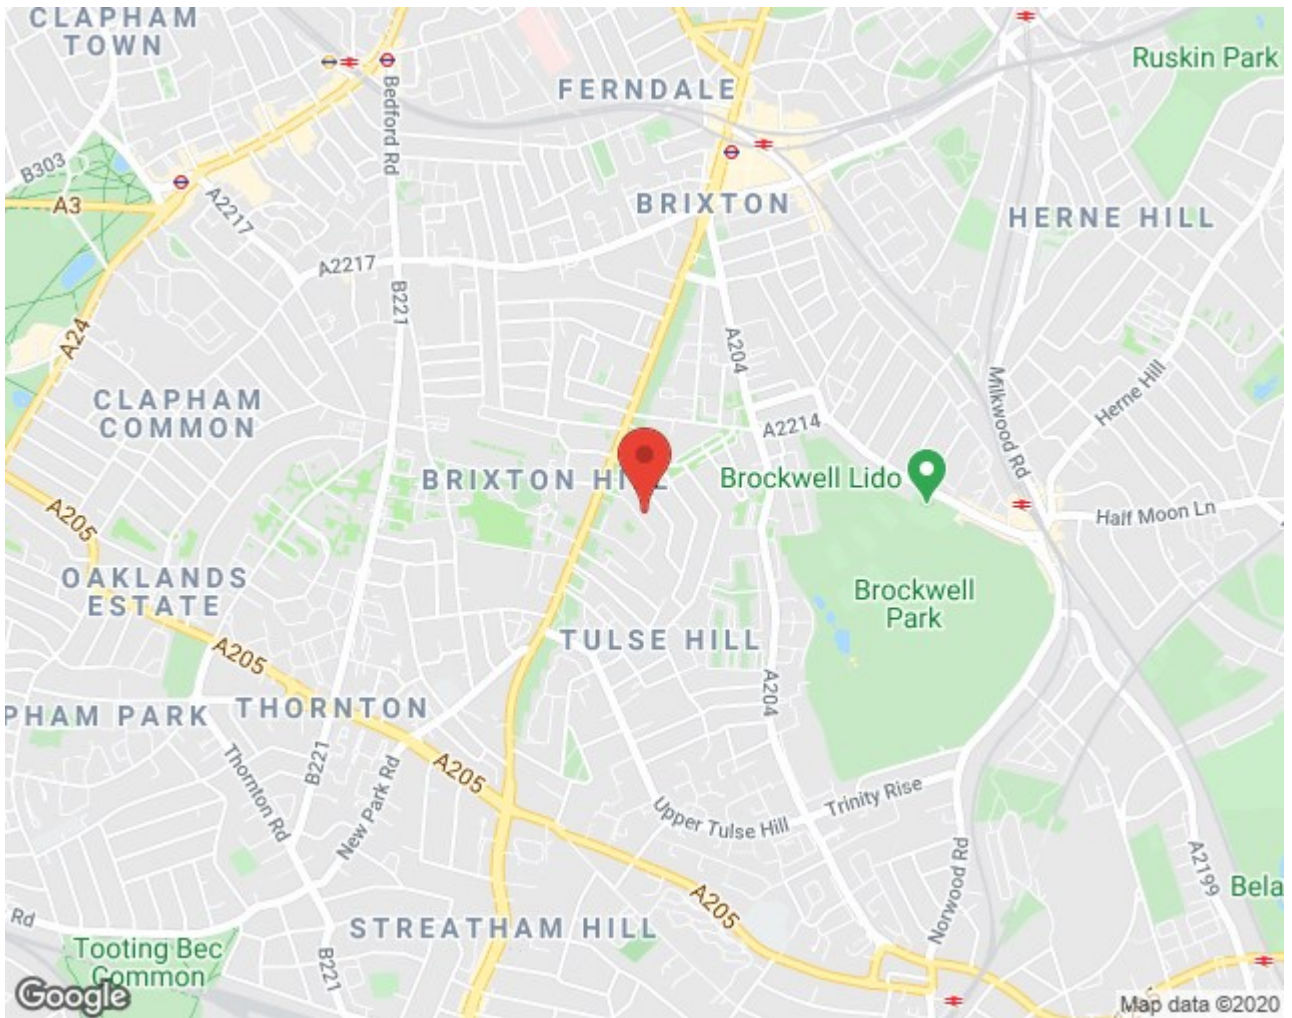 CLAPHAM
TOWN
Ruskin Park
FERNDALE
Bedford Rd
B303
A3
A2217
BRIXTON
HERNE HILL
A2217
B221
A24
A204
Milkwood Rd
Herne Hill
CLAPHAM
COMMON
A2214
BRIXTON H LL
Brockwell Lido
A205
Half Moon Ln
OAKLANDS
ESTATE
Brockwell
Park
TULSE HILL
A205
A204
PHAM PARK
THORNTON
B221
Thornton Rd
New Park Rd
A205
Upper Tulse Hill
Trinity Rise
Norwood Rd
A2199
Bela
A205
Rd
STREATHAM HILL
Tooting Bec
Common
B221
Google
Map data ©2020